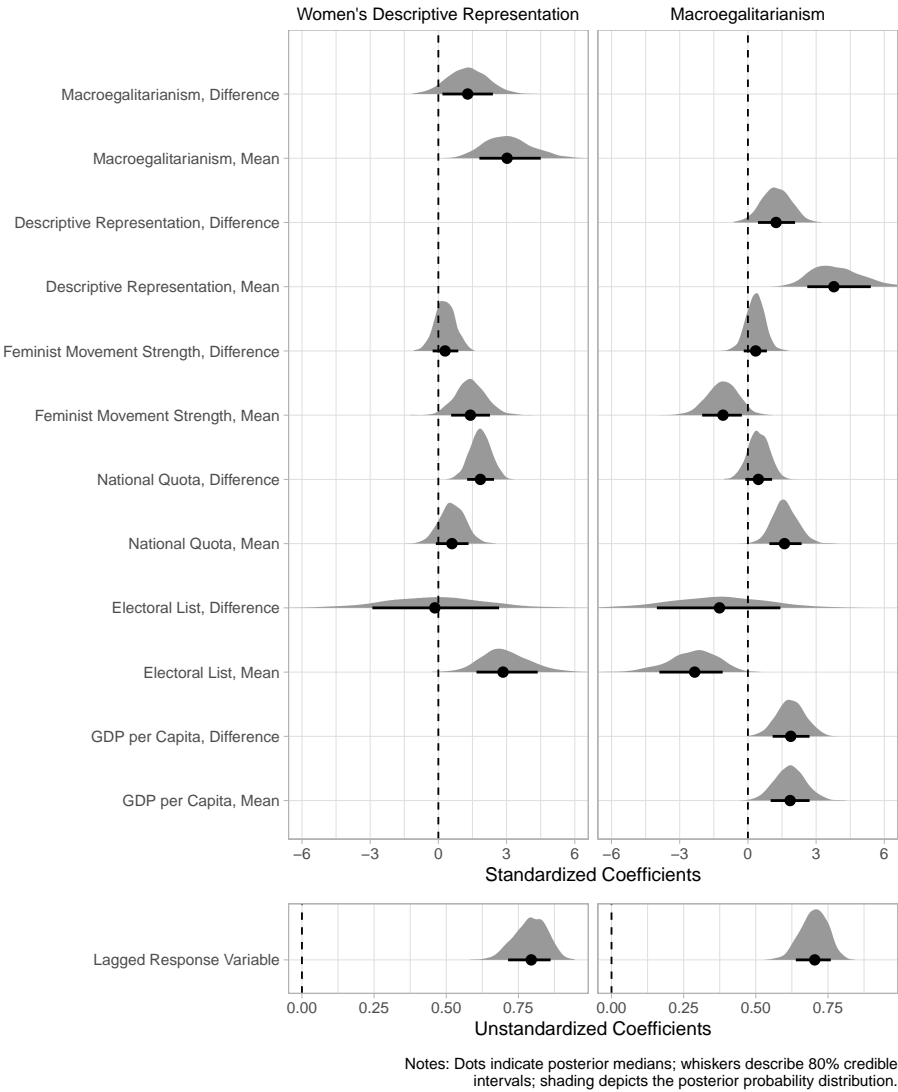 Women's Descriptive Representation
Macroegalitarianism
Macroegalitarianism, Difference
Macroegalitarianism, Mean
Descriptive Representation, Difference
Descriptive Representation, Mean
Feminist Movement Strength, Difference
Feminist Movement Strength, Mean
National Quota, Difference
National Quota, Mean
Electoral List, Difference
Electoral List, Mean
GDP per Capita, Difference
GDP per Capita, Mean
−6 −3 0 3 6 −6 −3 0 3 6
Standardized Coefficients
Lagged Response Variable
0.00 0.25 0.50 0.75 0.00 0.25 0.50 0.75
Unstandardized Coefficients
Notes: Dots indicate posterior medians; whiskers describe 80% credible
intervals; shading depicts the posterior probability distribution.